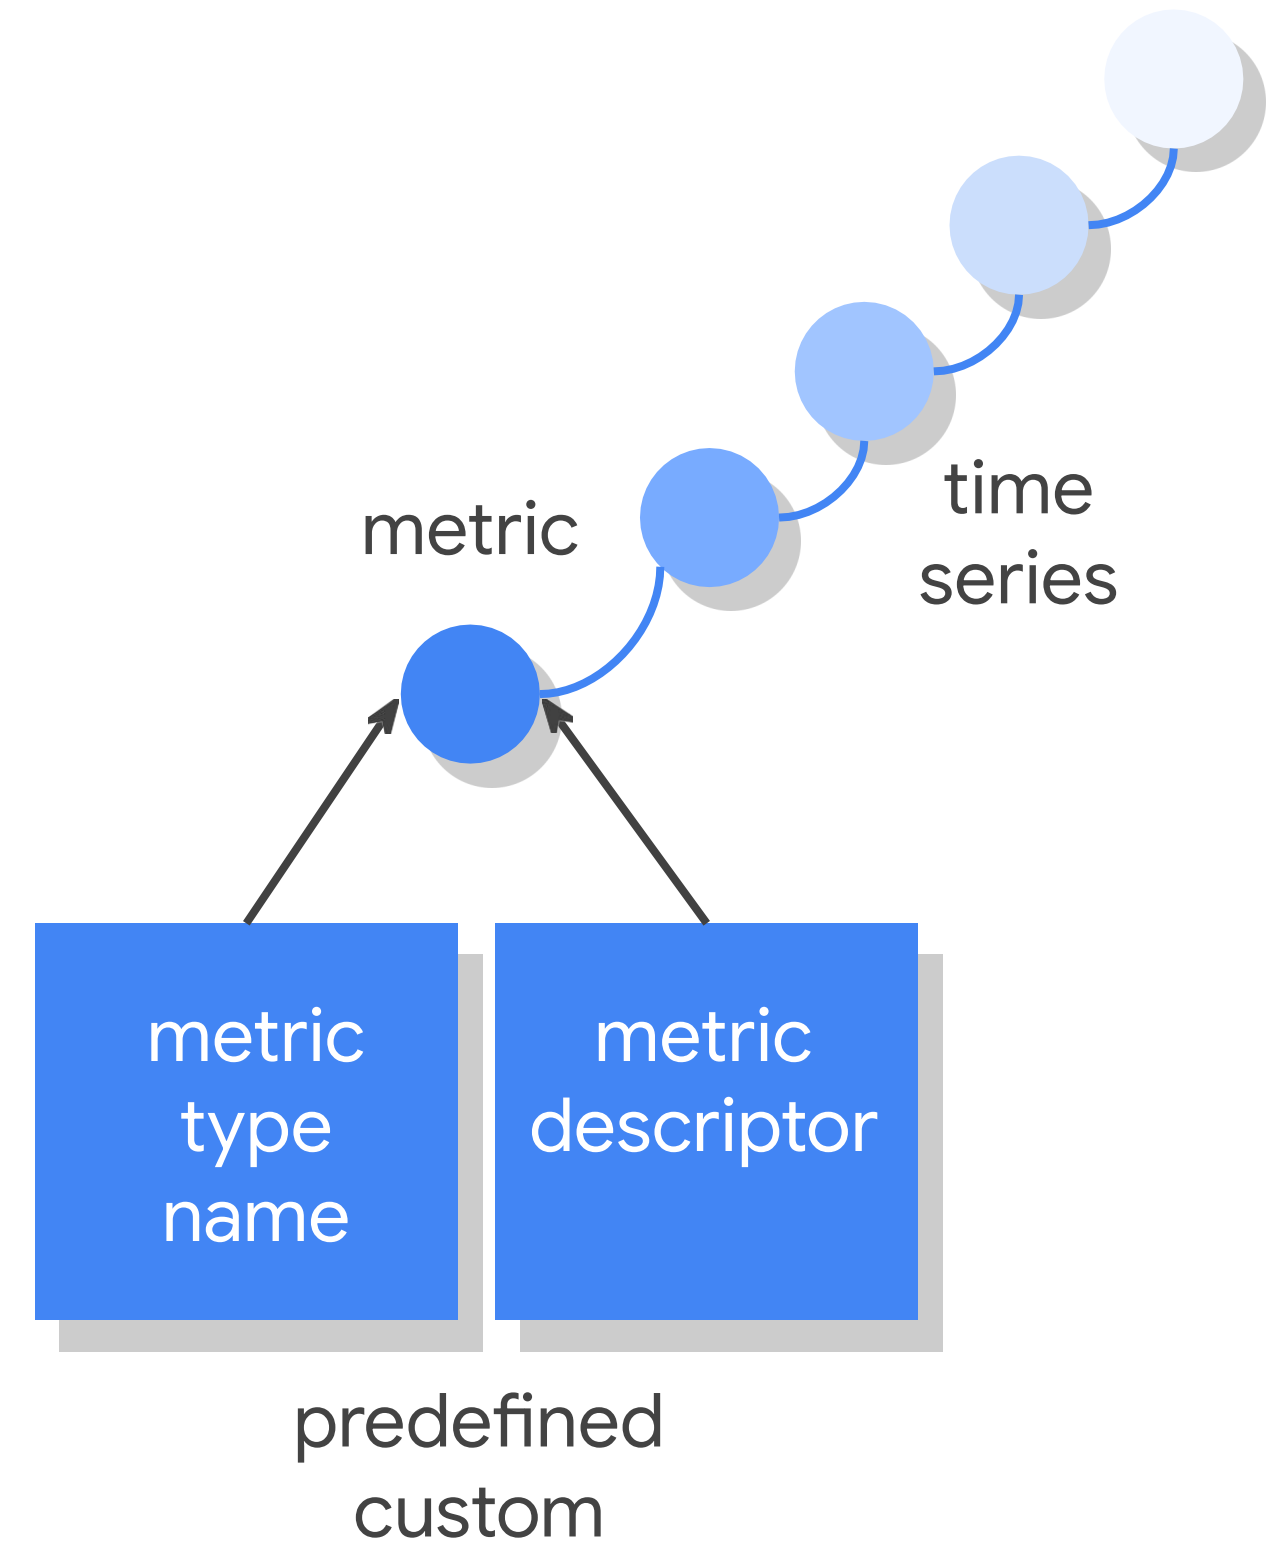 metric
time
series
metric
type
name
metric
descriptor
predefined
custom